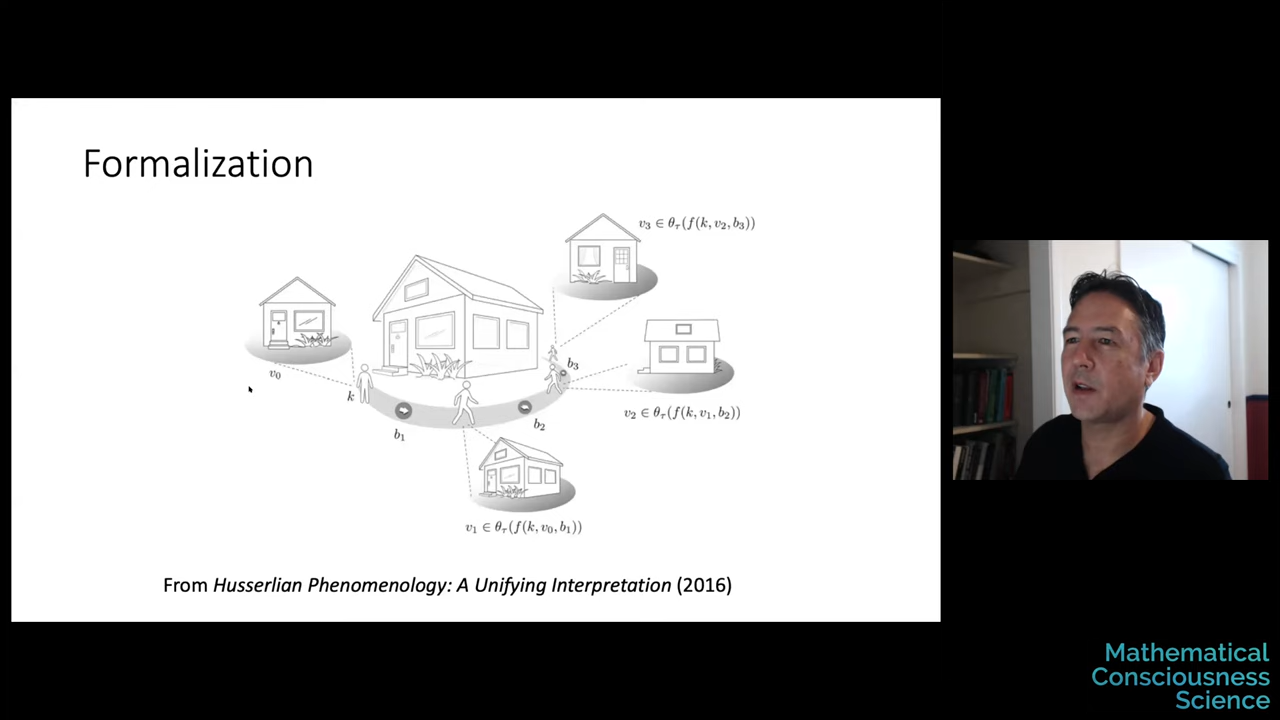 Formalization
v₃ ∈ θ_τ(f(k, v₂, b₃))
v₀
k
b₁
b₂
b₃
v₂ ∈ θ_τ(f(k, v₁, b₂))
v₁ ∈ θ_τ(f(k, v₀, b₁))
From Husserlian Phenomenology: A Unifying Interpretation (2016)
Mathematical
Consciousness
Science